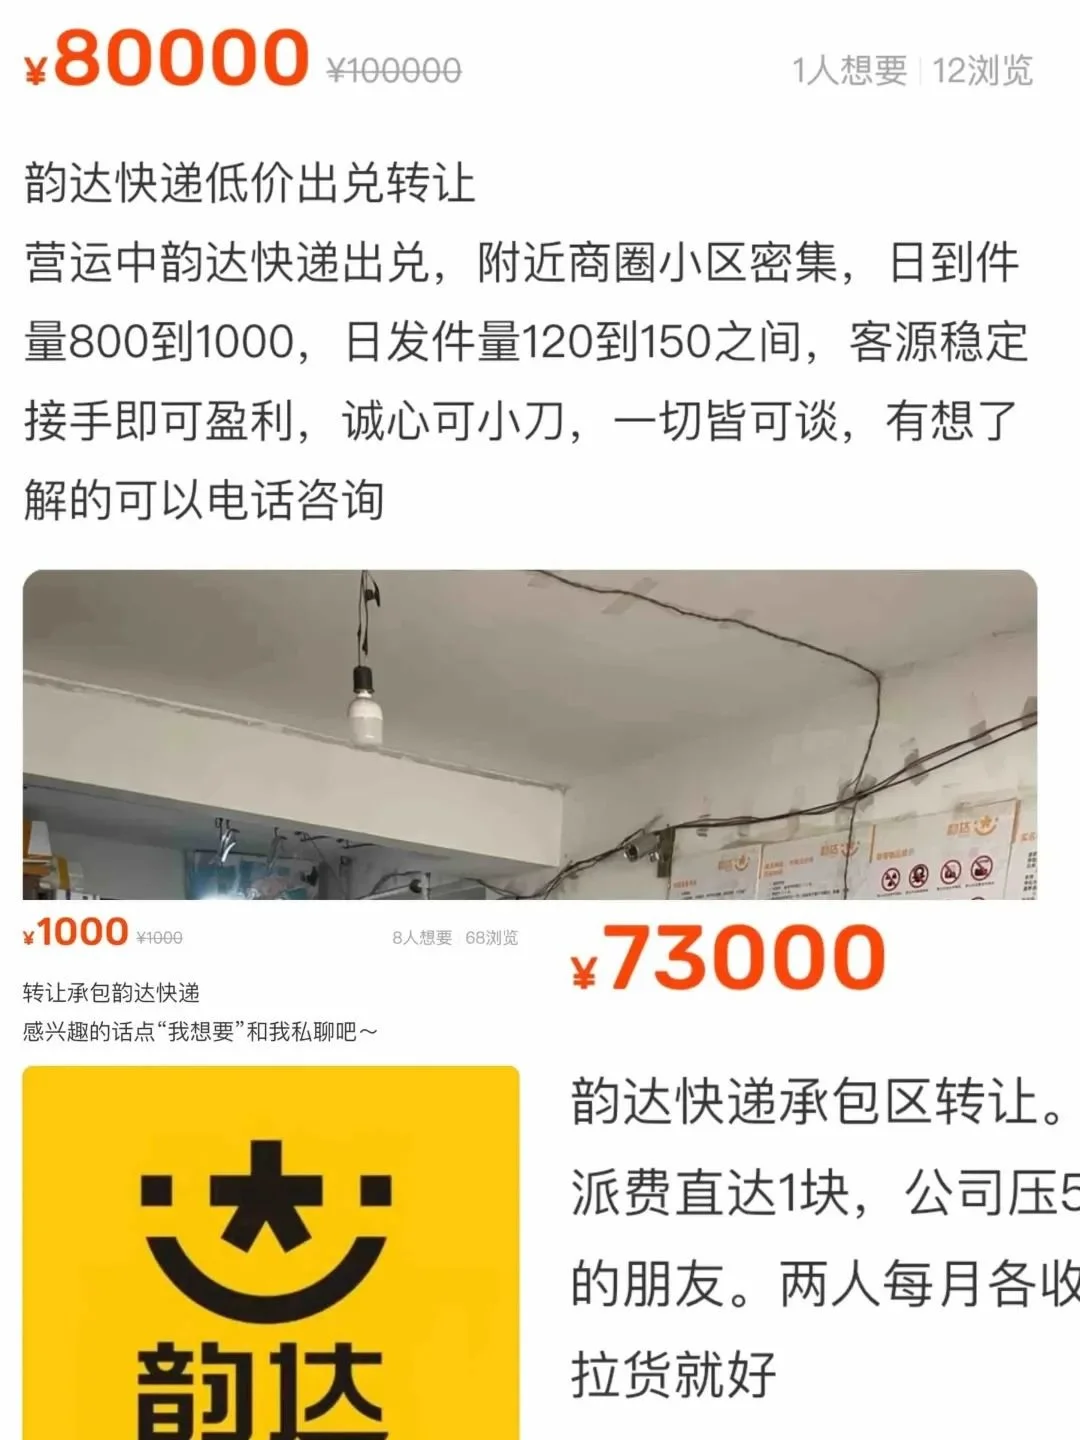 ¥80000 ¥100000 1人想要 12浏览
韵达快递低价出兑转让
营运中韵达快递出兑，附近商圈小区密集，日到件
量800到1000，日发件量120到150之间，客源稳定
接手即可盈利，诚心可小刀，一切皆可谈，有想了
解的可以电话咨询
韵达 韵达 韵达
¥1000 ¥1000 8人想要 68浏览
转让承包韵达快递
感兴趣的话点“我想要”和我私聊吧～
韵达
¥73000
韵达快递承包区转让。
派费直达1块，公司压5
的朋友。两人每月各收
拉货就好